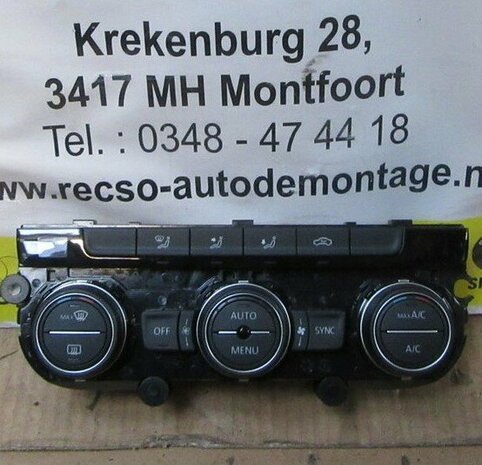 Krekenburg 28,
3417 MH Montfoort
Tel. : 0348 - 47 44 18
www.recso-autodemontage.n
MAX
OFF
AUTO
MENU
SYNC
MAX A/C
A/C